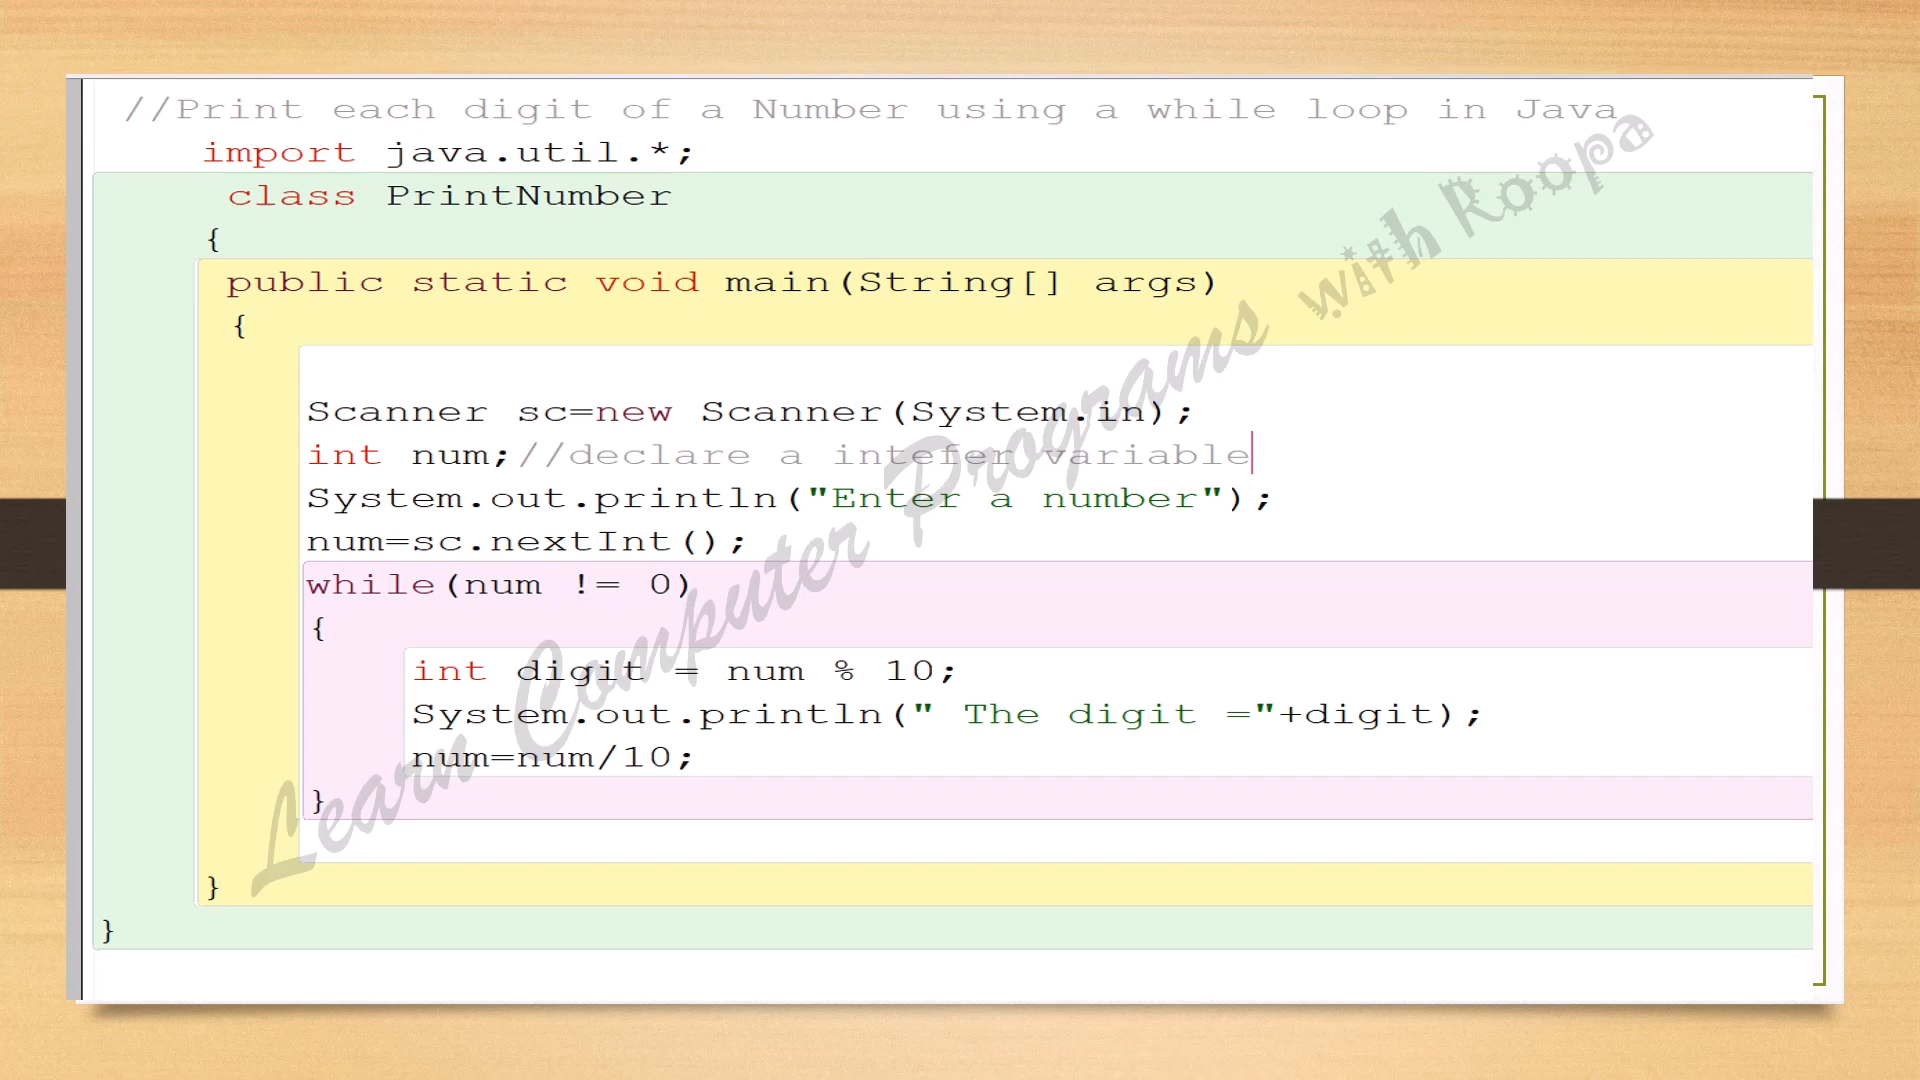 //Print each digit of a Number using a while loop in Java
import java.util.*;
class PrintNumber
{
public static void main(String[] args)
{
Scanner sc=new Scanner(System.in);
int num;//declare a intefer variable
System.out.println("Enter a number");
num=sc.nextInt();
while(num != 0)
{
int digit = num % 10;
System.out.println(" The digit ="+digit);
num=num/10;
}
}
}
Learn Computer Programs with Roopa